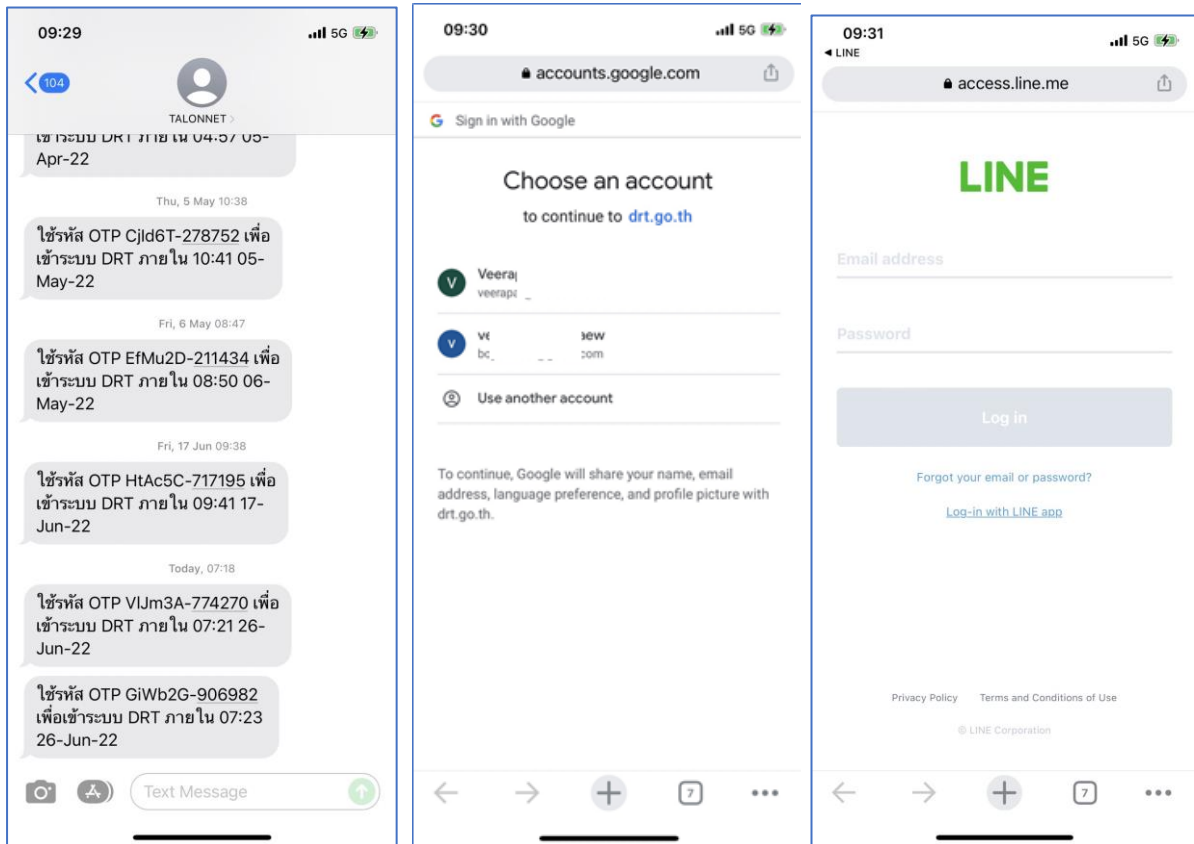 09:29
5G
104
TALONNET
เข้าระบบ DRT ภายใน 04:57 05-
Apr-22
Thu, 5 May 10:38
ใช้รหัส OTP Cjld6T-278752 เพื่อ
เข้าระบบ DRT ภายใน 10:41 05-
May-22
Fri, 6 May 08:47
ใช้รหัส OTP EfMu2D-211434 เพื่อ
เข้าระบบ DRT ภายใน 08:50 06-
May-22
Fri, 17 Jun 09:38
ใช้รหัส OTP HtAc5C-717195 เพื่อ
เข้าระบบ DRT ภายใน 09:41 17-
Jun-22
Today, 07:18
ใช้รหัส OTP VlJm3A-774270 เพื่อ
เข้าระบบ DRT ภายใน 07:21 26-
Jun-22
ใช้รหัส OTP GiWb2G-906982
เพื่อเข้าระบบ DRT ภายใน 07:23
26-Jun-22
Text Message
09:30
5G
accounts.google.com
G Sign in with Google
Choose an account
to continue to drt.go.th
V
V
Use another account
To continue, Google will share your name, email
address, language preference, and profile picture with
drt.go.th.
7
09:31
5G
LINE
access.line.me
LINE
Email address
Password
Log in
Forgot your email or password?
Log-in with LINE app
Privacy Policy Terms and Conditions of Use
© LINE Corporation
7